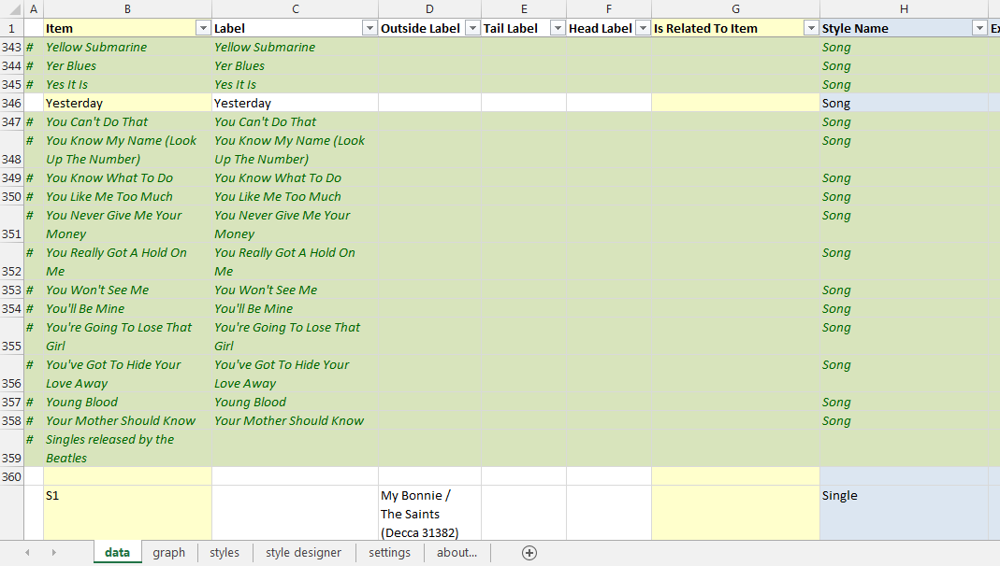 A B C D E F G H
1 Item Label Outside Label Tail Label Head Label Is Related To Item Style Name Ex
343 # Yellow Submarine Yellow Submarine Song
344 # Yer Blues Yer Blues Song
345 # Yes It Is Yes It Is Song
346 Yesterday Yesterday Song
347 # You Can't Do That You Can't Do That Song
# You Know My Name (Look You Know My Name (Look Song
348 Up The Number) Up The Number)
349 # You Know What To Do You Know What To Do Song
350 # You Like Me Too Much You Like Me Too Much Song
# You Never Give Me Your You Never Give Me Your Song
351 Money Money
# You Really Got A Hold On You Really Got A Hold On Song
352 Me Me
353 # You Won't See Me You Won't See Me Song
354 # You'll Be Mine You'll Be Mine Song
# You're Going To Lose That You're Going To Lose That Song
355 Girl Girl
# You've Got To Hide Your You've Got To Hide Your Song
356 Love Away Love Away
357 # Young Blood Young Blood Song
358 # Your Mother Should Know Your Mother Should Know Song
# Singles released by the
359 Beatles
360
S1 My Bonnie / Single
The Saints
(Decca 31382)
data graph styles style designer settings about...